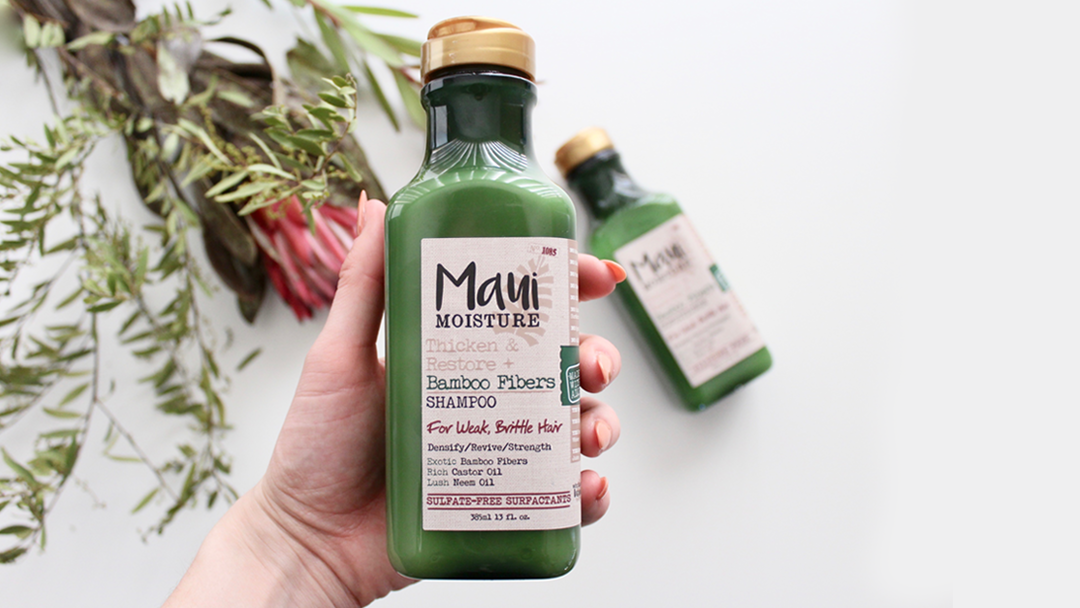 Maui
MOISTURE
Thicken &
Restore +
Bamboo Fibers
SHAMPOO
For Weak, Brittle Hair
Densify/Revive/Strength
Exotic Bamboo Fibers
Rich Castor Oil
Lush Neem Oil
SULFATE-FREE SURFACTANTS
385ml 13 fl. oz.
Maui
MOISTURE